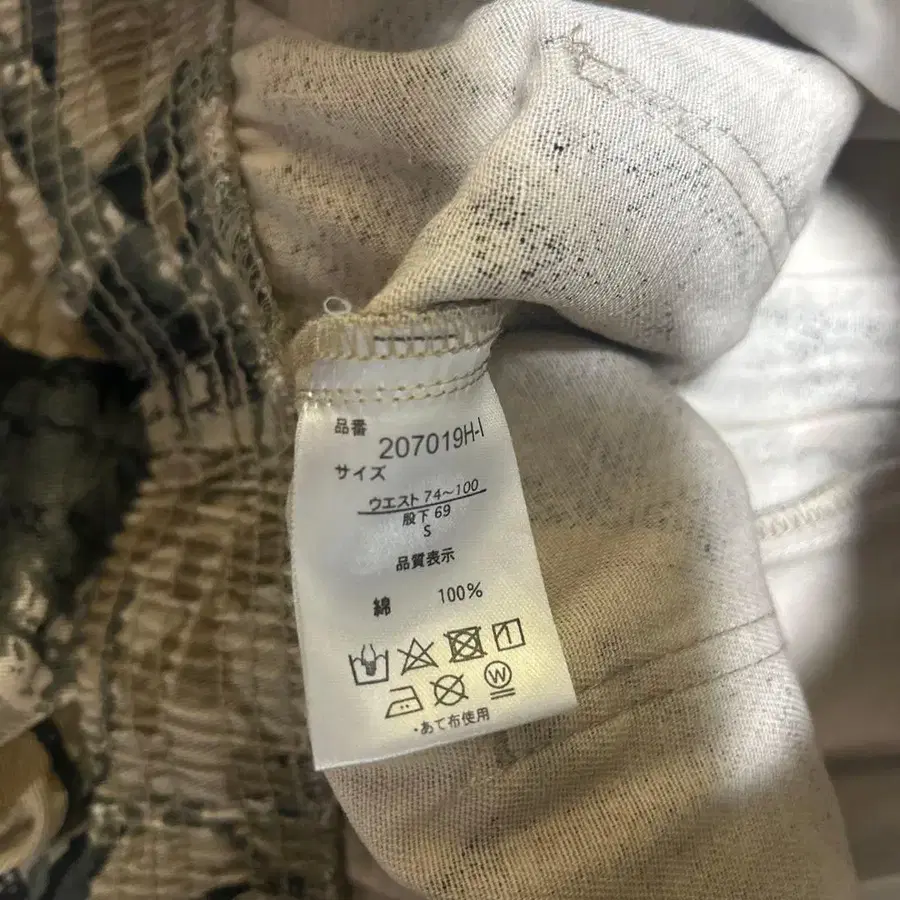 品番
207019H-I
サイズ
ウエスト 74～100
股下 69
S
品質表示
綿 100%
W
・あて布使用